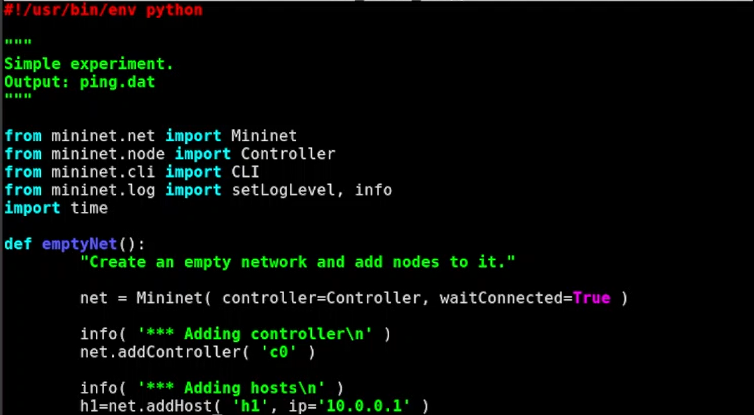 #!/usr/bin/env python
"""
Simple experiment.
Output: ping.dat
"""
from mininet.net import Mininet
from mininet.node import Controller
from mininet.cli import CLI
from mininet.log import setLogLevel, info
import time
def emptyNet():
"Create an empty network and add nodes to it."
net = Mininet( controller=Controller, waitConnected=True )
info( '*** Adding controller\n' )
net.addController( 'c0' )
info( '*** Adding hosts\n' )
h1=net.addHost( 'h1', ip='10.0.0.1' )